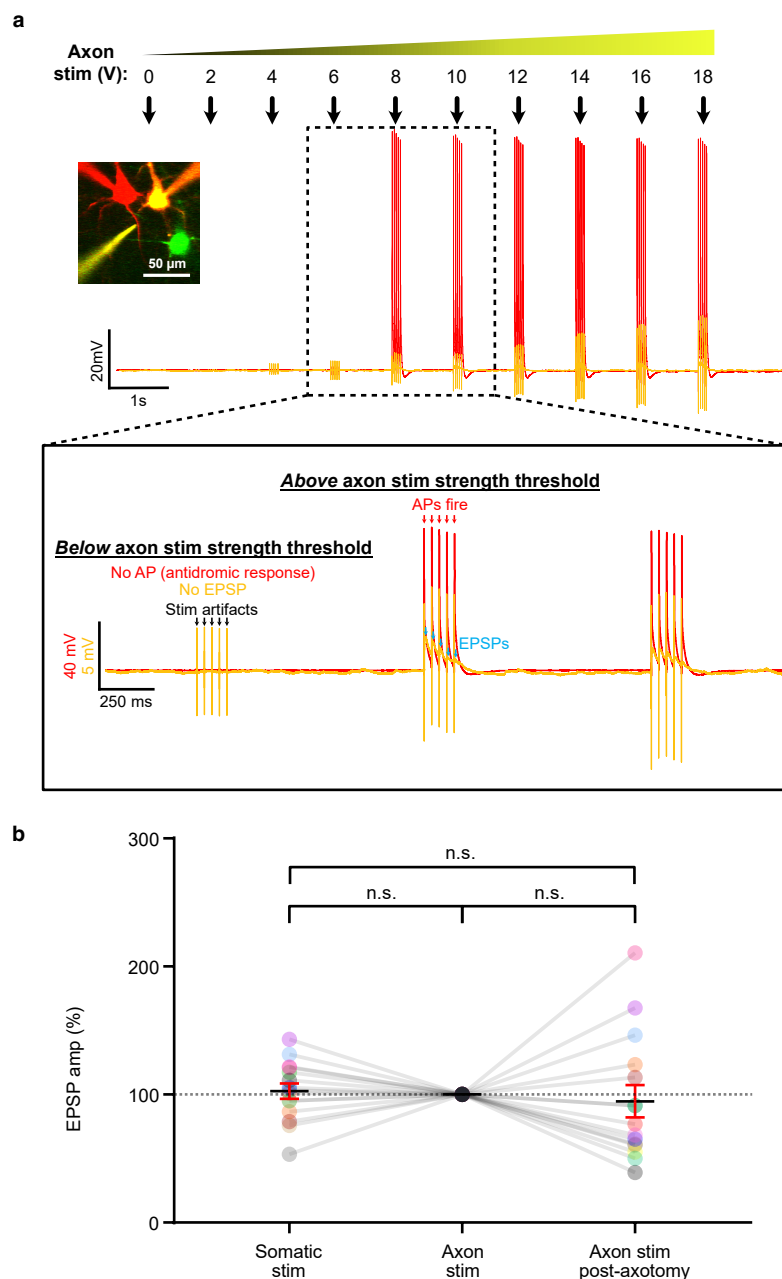 a
Axon
stim (V):
0 2 4 6 8 10 12 14 16 18
50 µm
20mV
1s
Above axon stim strength threshold
APs fire
Below axon stim strength threshold
No AP (antidromic response)
No EPSP
Stim artifacts
EPSPs
40 mV
5 mV
250 ms
b
300
n.s.
n.s. n.s.
200
EPSP amp (%)
100
0
Somatic
stim
Axon
stim
Axon stim
post-axotomy